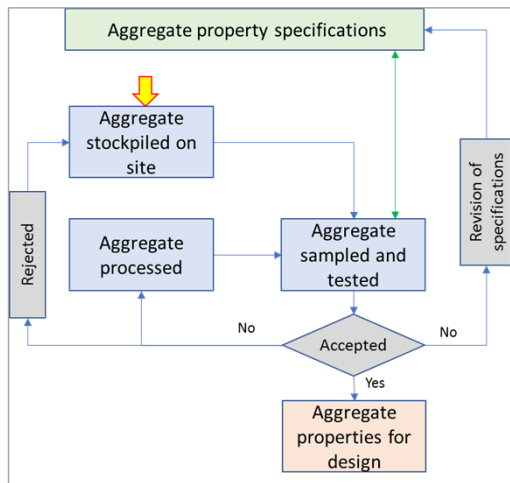 Aggregate property specifications
Aggregate
stockpiled on
site
Rejected
Revision of
specifications
Aggregate
processed
Aggregate
sampled and
tested
No
Accepted
No
Yes
Aggregate
properties for
design